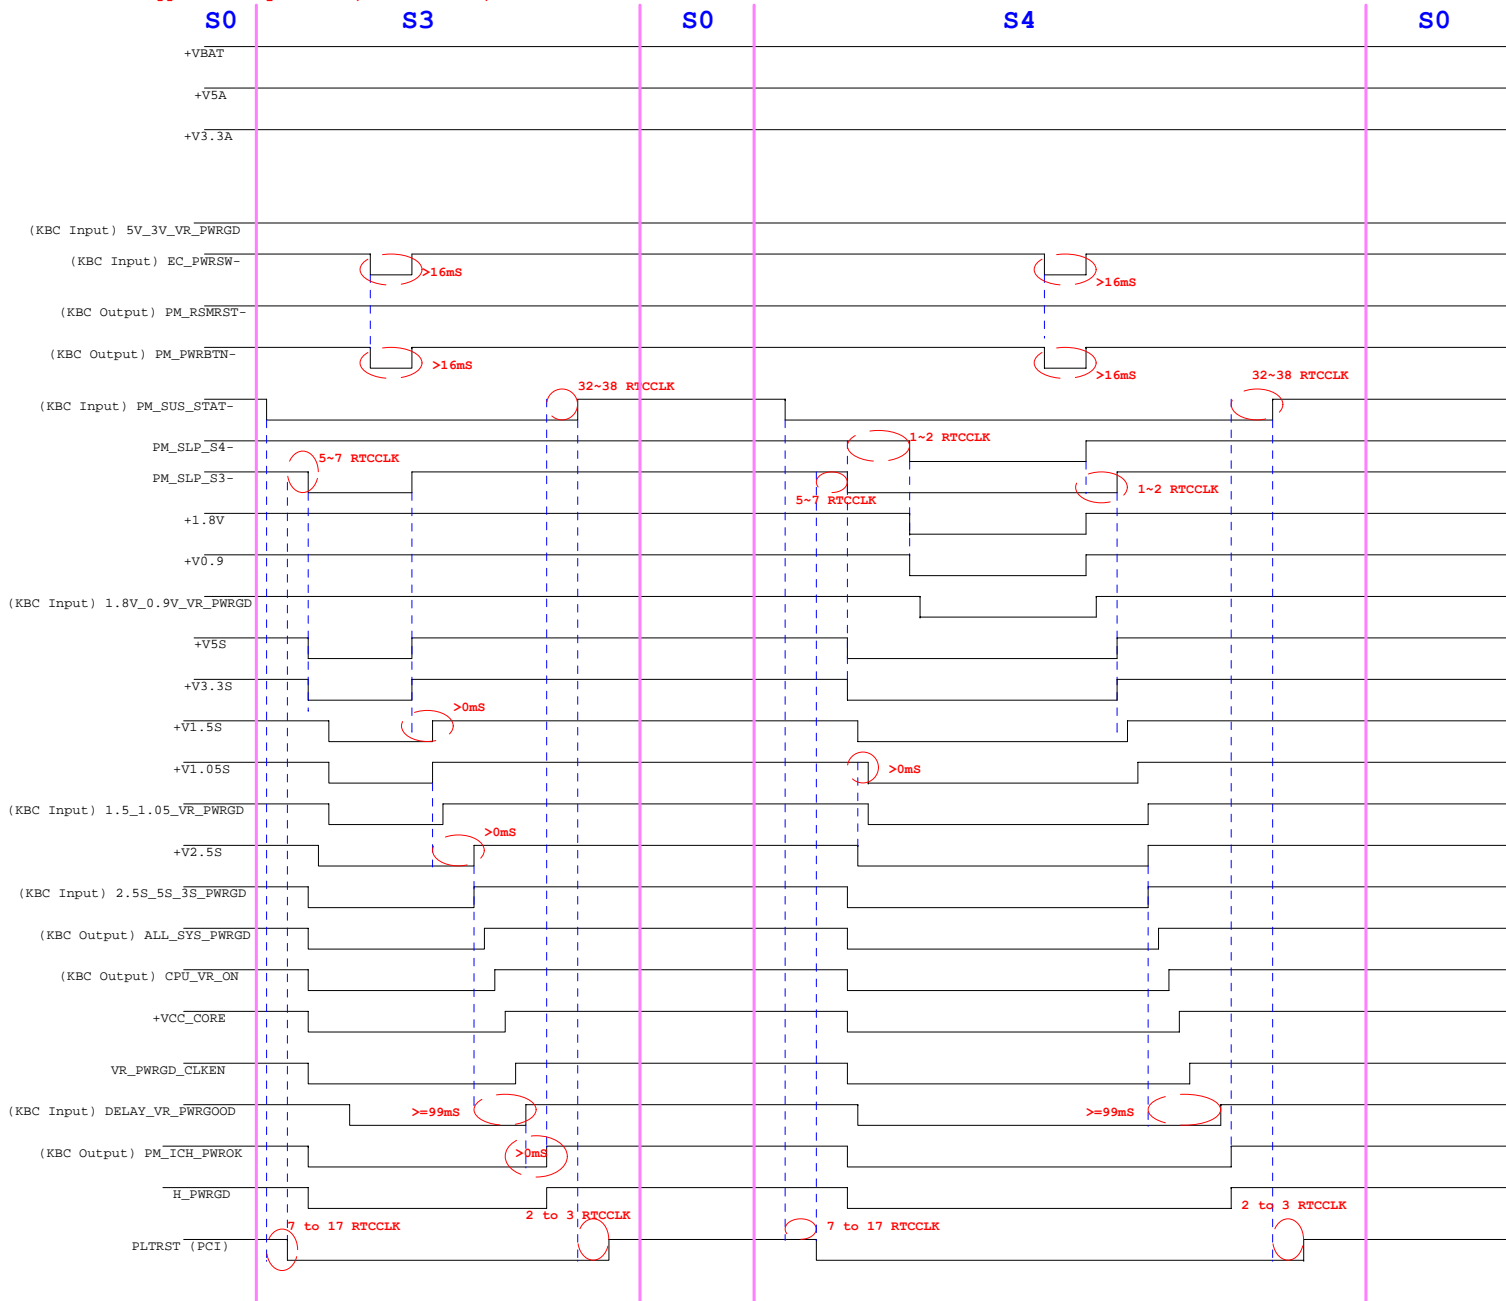 S0 S3 S0 S4 S0
+VBAT
+V5A
+V3.3A
(KBC Input) 5V_3V_VR_PWRGD
(KBC Input) EC_PWRSW-
>16mS
>16mS
(KBC Output) PM_RSMRST-
(KBC Output) PM_PWRBTN-
>16mS
>16mS
32~38 RTCCLK
32~38 RTCCLK
(KBC Input) PM_SUS_STAT-
PM_SLP_S4-
1~2 RTCCLK
5~7 RTCCLK
PM_SLP_S3-
5~7 RTCCLK
1~2 RTCCLK
+1.8V
+V0.9
(KBC Input) 1.8V_0.9V_VR_PWRGD
+V5S
+V3.3S
>0mS
+V1.5S
+V1.05S
>0mS
(KBC Input) 1.5_1.05_VR_PWRGD
>0mS
+V2.5S
(KBC Input) 2.5S_5S_3S_PWRGD
(KBC Output) ALL_SYS_PWRGD
(KBC Output) CPU_VR_ON
+VCC_CORE
VR_PWRGD_CLKEN
(KBC Input) DELAY_VR_PWRGOOD
>=99mS
>=99mS
(KBC Output) PM_ICH_PWROK
>0mS
H_PWRGD
2 to 3 RTCCLK
2 to 3 RTCCLK
7 to 17 RTCCLK
7 to 17 RTCCLK
PLTRST (PCI)